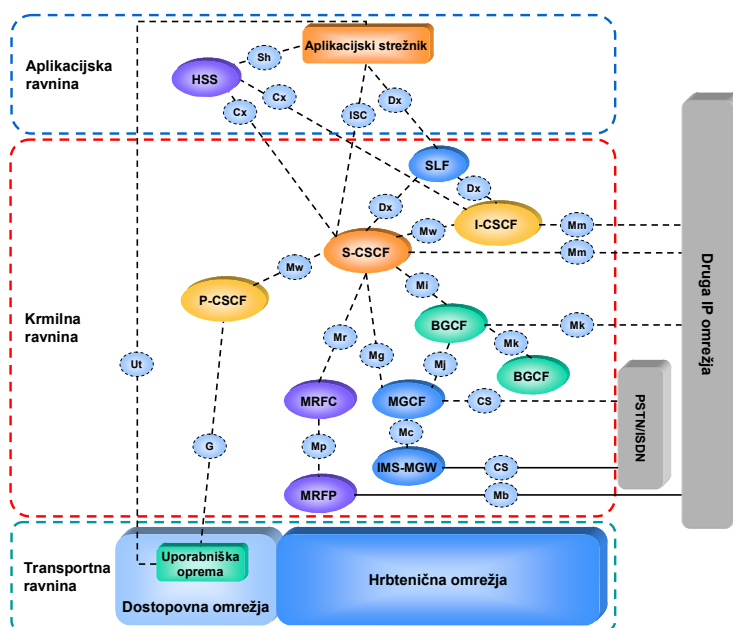 Aplikacijski strežnik
Sh
Aplikacijska
ravnina
HSS
Cx
Dx
Cx
ISC
SLF
Dx
Dx
I-CSCF
Mw
Mm
S-CSCF
Mm
Mw
Mi
P-CSCF
Krmilna
ravnina
BGCF
Mk
Mr
Mk
Mg
Mj
Ut
BGCF
MRFC
MGCF
CS
Mc
G
Mp
IMS-MGW
CS
MRFP
Mb
Druga IP omrežja
PSTN/ISDN
Transportna
ravnina
Uporabniška
oprema
Dostopovna omrežja
Hrbtenična omrežja